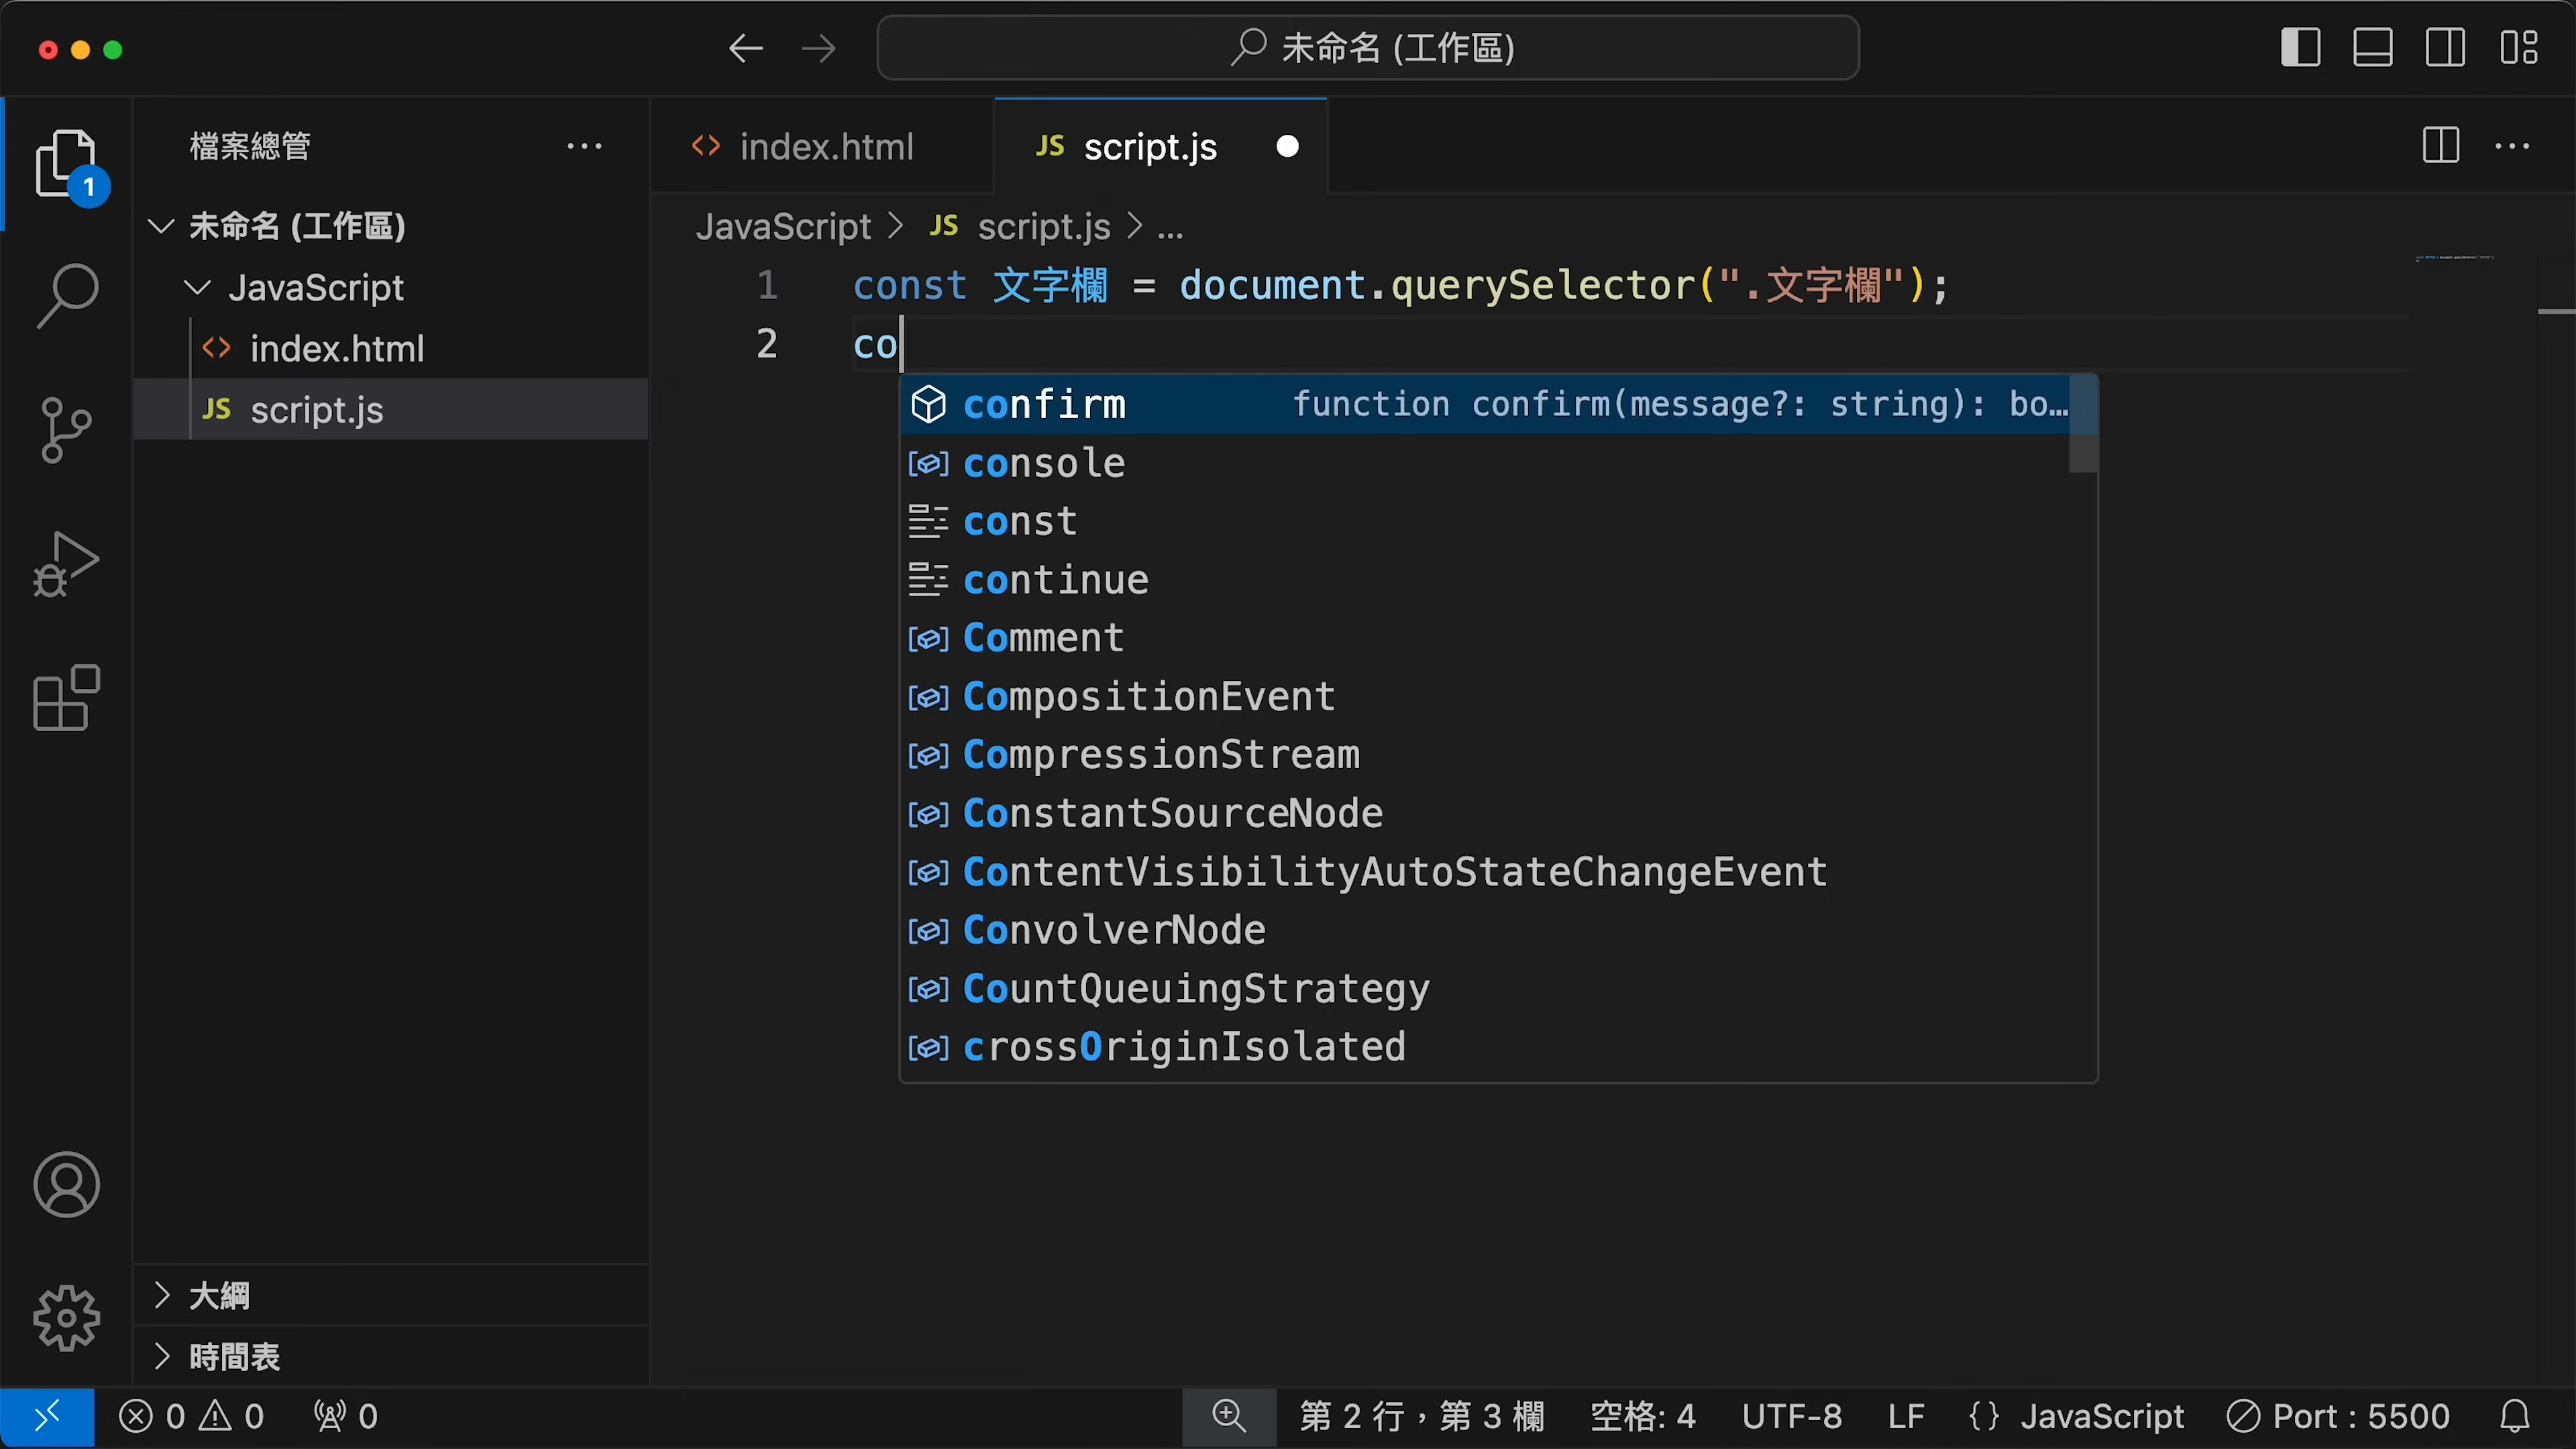 未命名 (工作區)
檔案總管
1
未命名 (工作區)
JavaScript
index.html
JS script.js
大綱
時間表
index.html
JS script.js
JavaScript > JS script.js > ...
1 const 文字欄 = document.querySelector(".文字欄");
2 co
confirm function confirm(message?: string): bo…
console
const
continue
Comment
CompositionEvent
CompressionStream
ConstantSourceNode
ContentVisibilityAutoStateChangeEvent
ConvolverNode
CountQueuingStrategy
crossOriginIsolated
0 0 0 第 2 行，第 3 欄 空格: 4 UTF-8 LF {} JavaScript Port : 5500